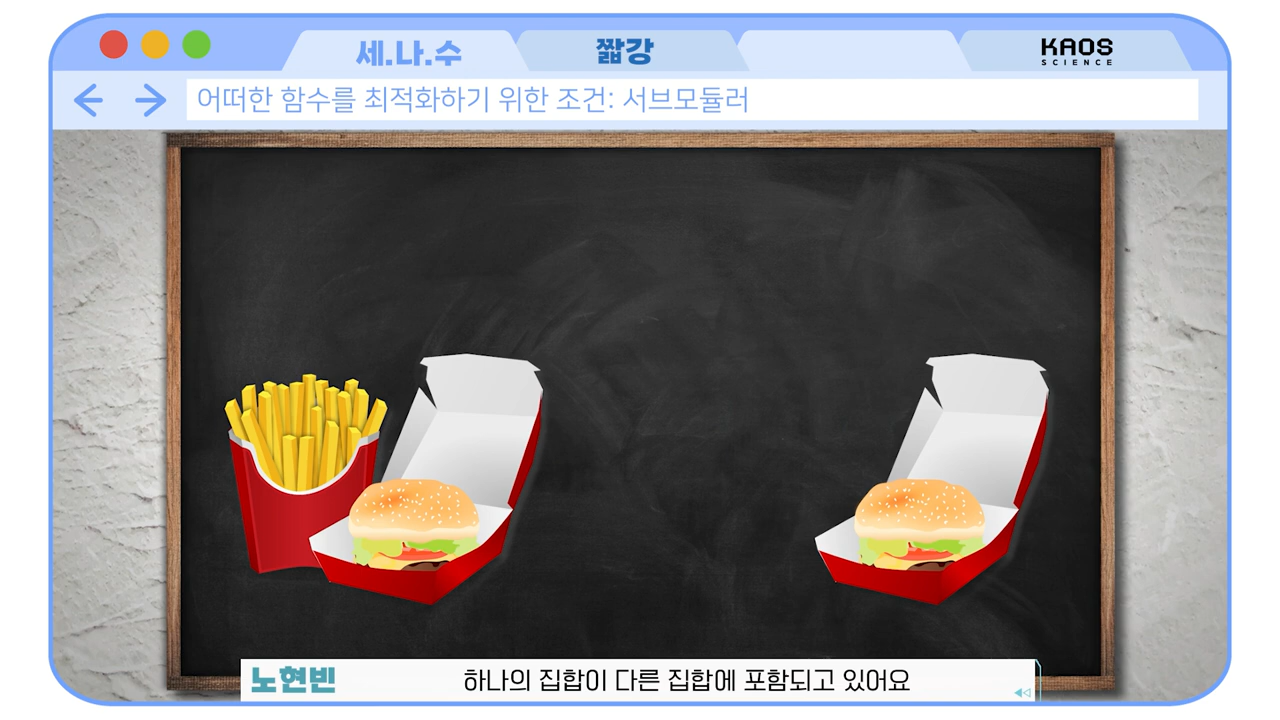 세.나.수
짧강
KAOS
SCIENCE
어떠한 함수를 최적화하기 위한 조건: 서브모듈러
노현빈
하나의 집합이 다른 집합에 포함되고 있어요